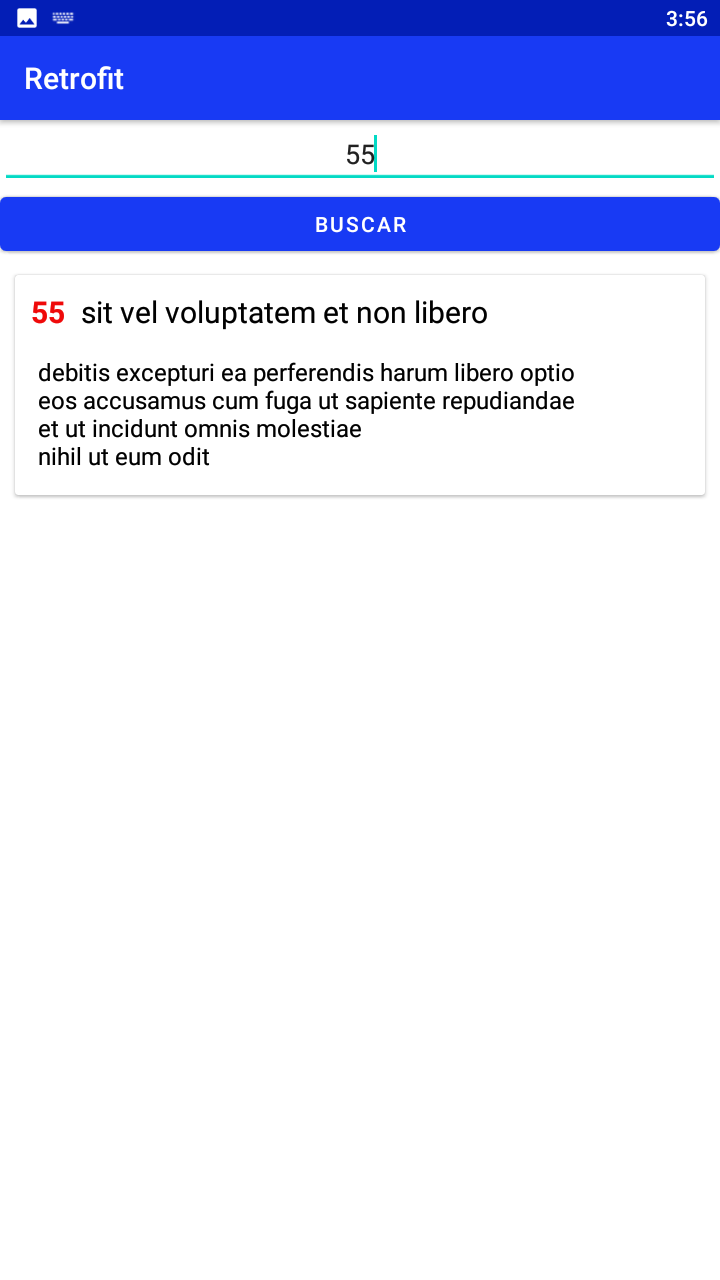 3:56
Retrofit
55
BUSCAR
55 sit vel voluptatem et non libero
debitis excepturi ea perferendis harum libero optio
eos accusamus cum fuga ut sapiente repudiandae
et ut incidunt omnis molestiae
nihil ut eum odit